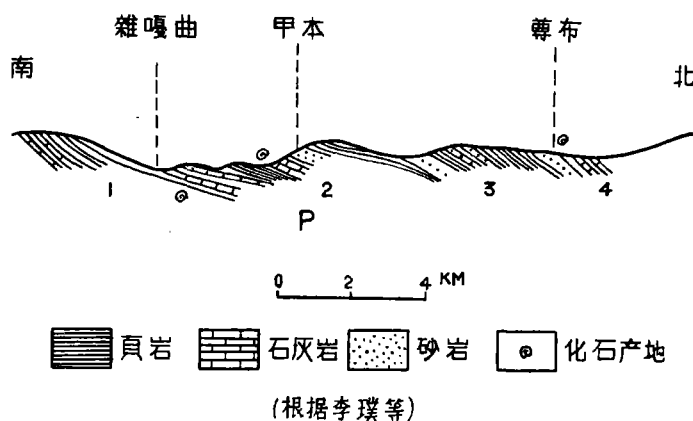 雜嘎曲 甲本 尊布
南 北
1 2 3 4
P
0 2 4 KM
頁岩 石灰岩 砂岩 化石产地
(根据李璞等)